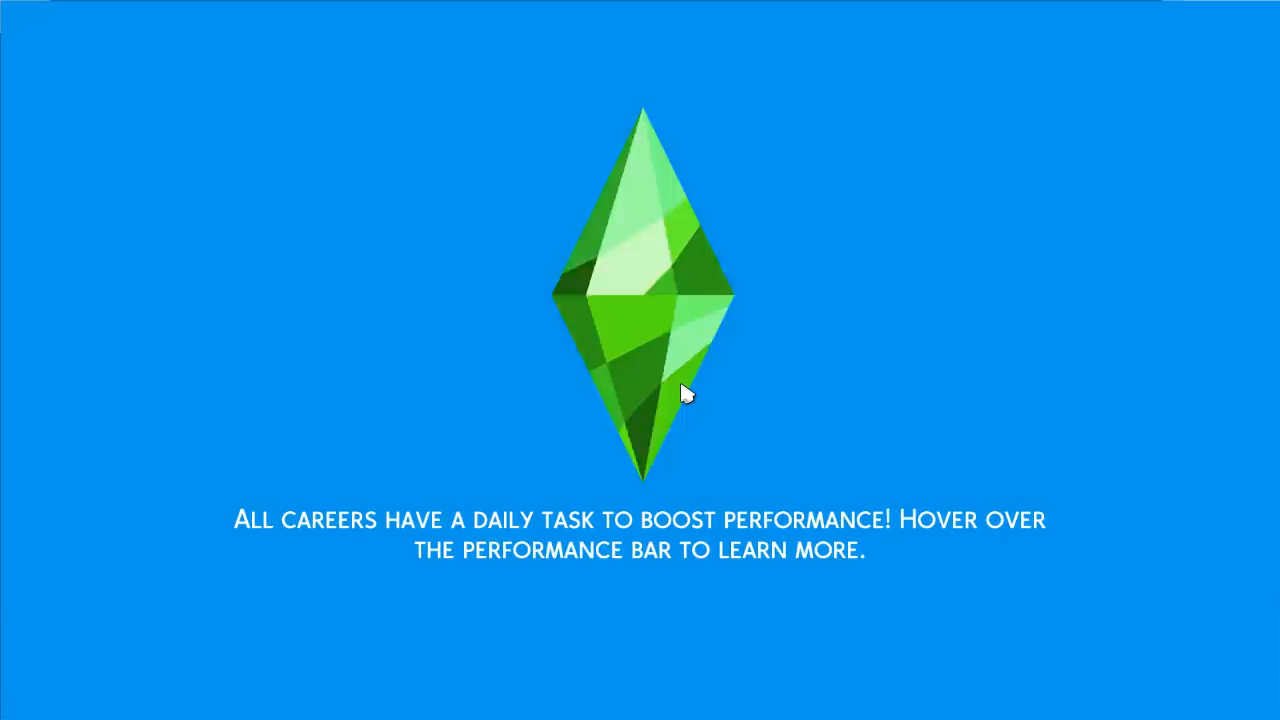 All careers have a daily task to boost performance! Hover over
the performance bar to learn more.